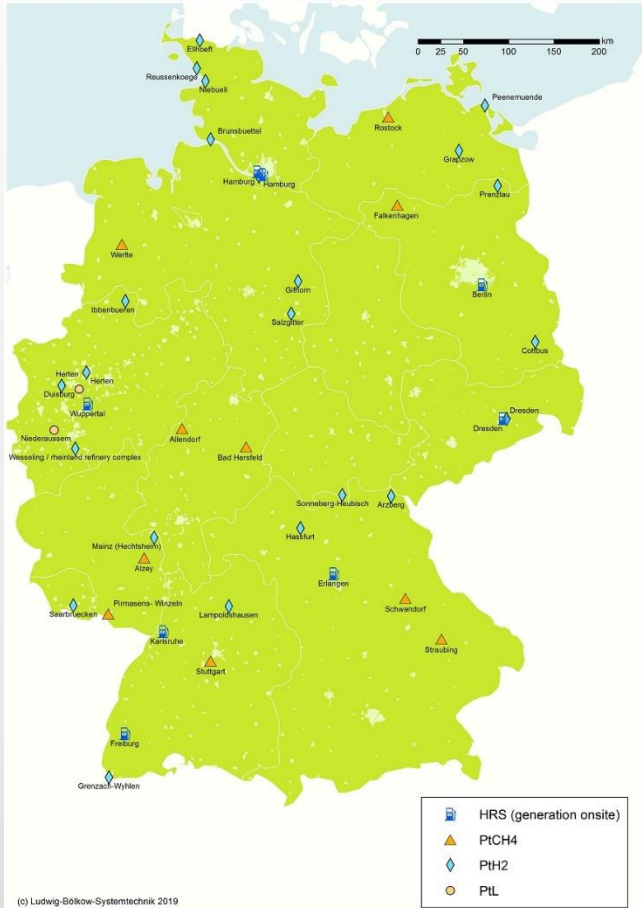 km
0 25 50 100 150 200
Ellhoeft
Reussenkoege
Niebuell
Peenemuende
Brunsbuettel
Rostock
Grapzow
Hamburg
Hamburg
Prenzlau
Falkenhagen
Werlte
Gifhorn
Berlin
Ibbenbueren
Salzgitter
Cottbus
Herten
Herten
Duisburg
Wuppertal
Dresden
Dresden
Allendorf
Niederaussem
Bad Hersfeld
Wesseling / rheinland refinery complex
Sonneberg-Heubisch
Arzberg
Hassfurt
Mainz (Hechtsheim)
Alzey
Erlangen
Pirmasens- Winzeln
Saarbruecken
Lampoldshausen
Schwandorf
Karlsruhe
Straubing
Stuttgart
Freiburg
Grenzach-Wyhlen
HRS (generation onsite)
PtCH4
PtH2
PtL
(c) Ludwig-Bölkow-Systemtechnik 2019